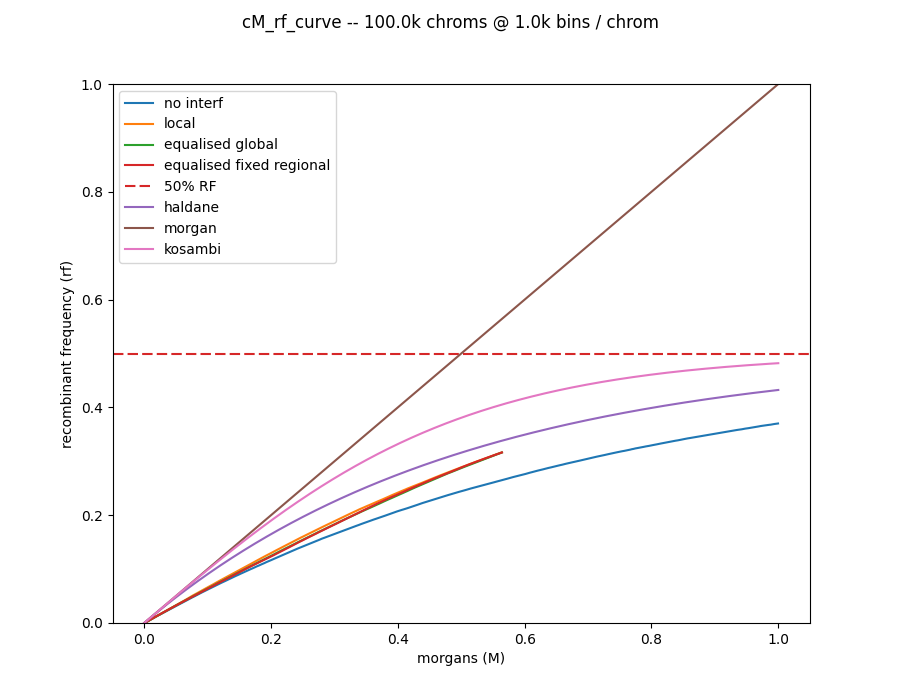 cM_rf_curve -- 100.0k chroms @ 1.0k bins / chrom
1.0
0.8
0.6
0.4
0.2
0.0
recombinant frequency (rf)
no interf
local
equalised global
equalised fixed regional
50% RF
haldane
morgan
kosambi
0.0 0.2 0.4 0.6 0.8 1.0
morgans (M)